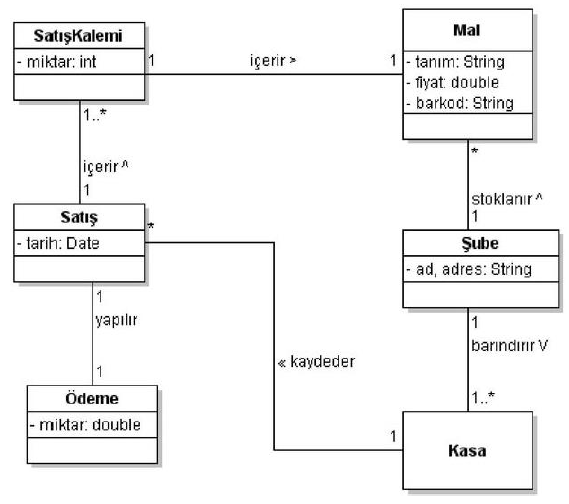 SatışKalemi
- miktar: int
Mal
- tanım: String
- fiyat: double
- barkod: String
1
içerir >
1
1..*
içerir ^
1
*
stoklanır ^
1
Satış
- tarih: Date
*
Şube
- ad, adres: String
1
yapılır
1
1
barındırır V
1..*
« kaydeder
1
Ödeme
- miktar: double
Kasa